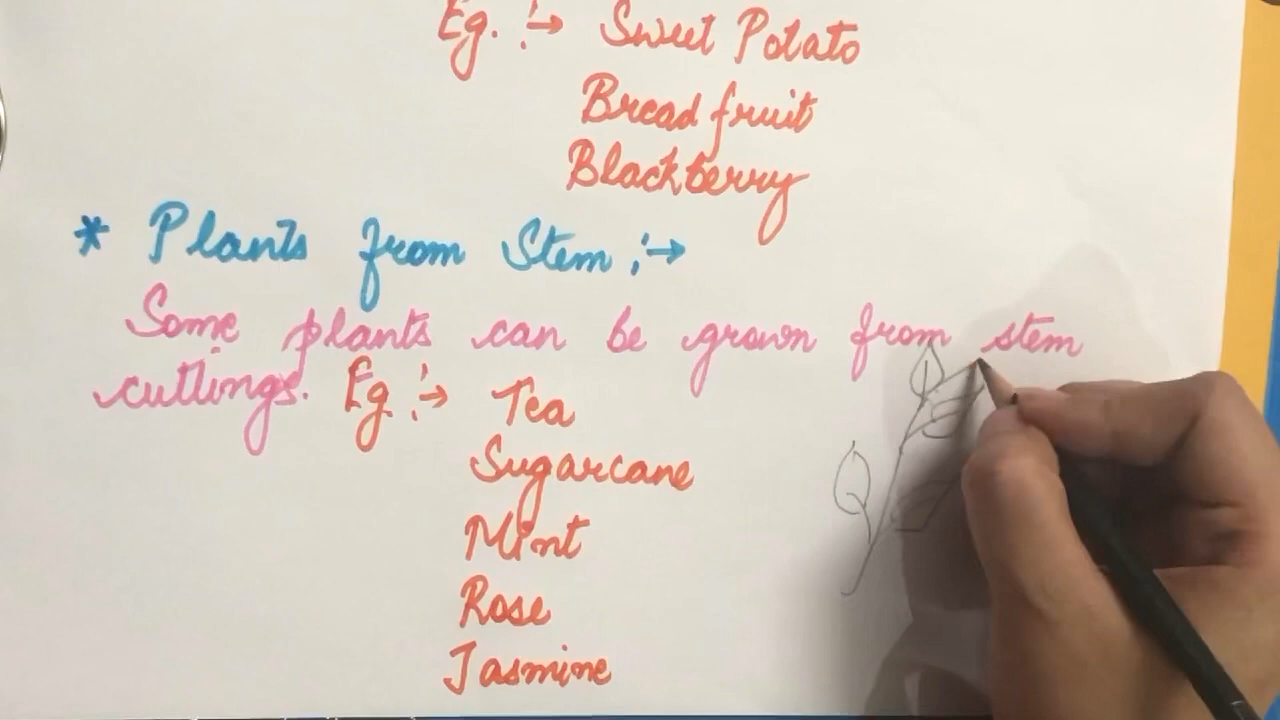 Eg. :→ Sweet Potato
Bread fruit
Blackberry
* Plants from Stem :→
Some plants can be grown from stem
cuttings. Eg :→ Tea
Sugarcane
Mint
Rose
Jasmine